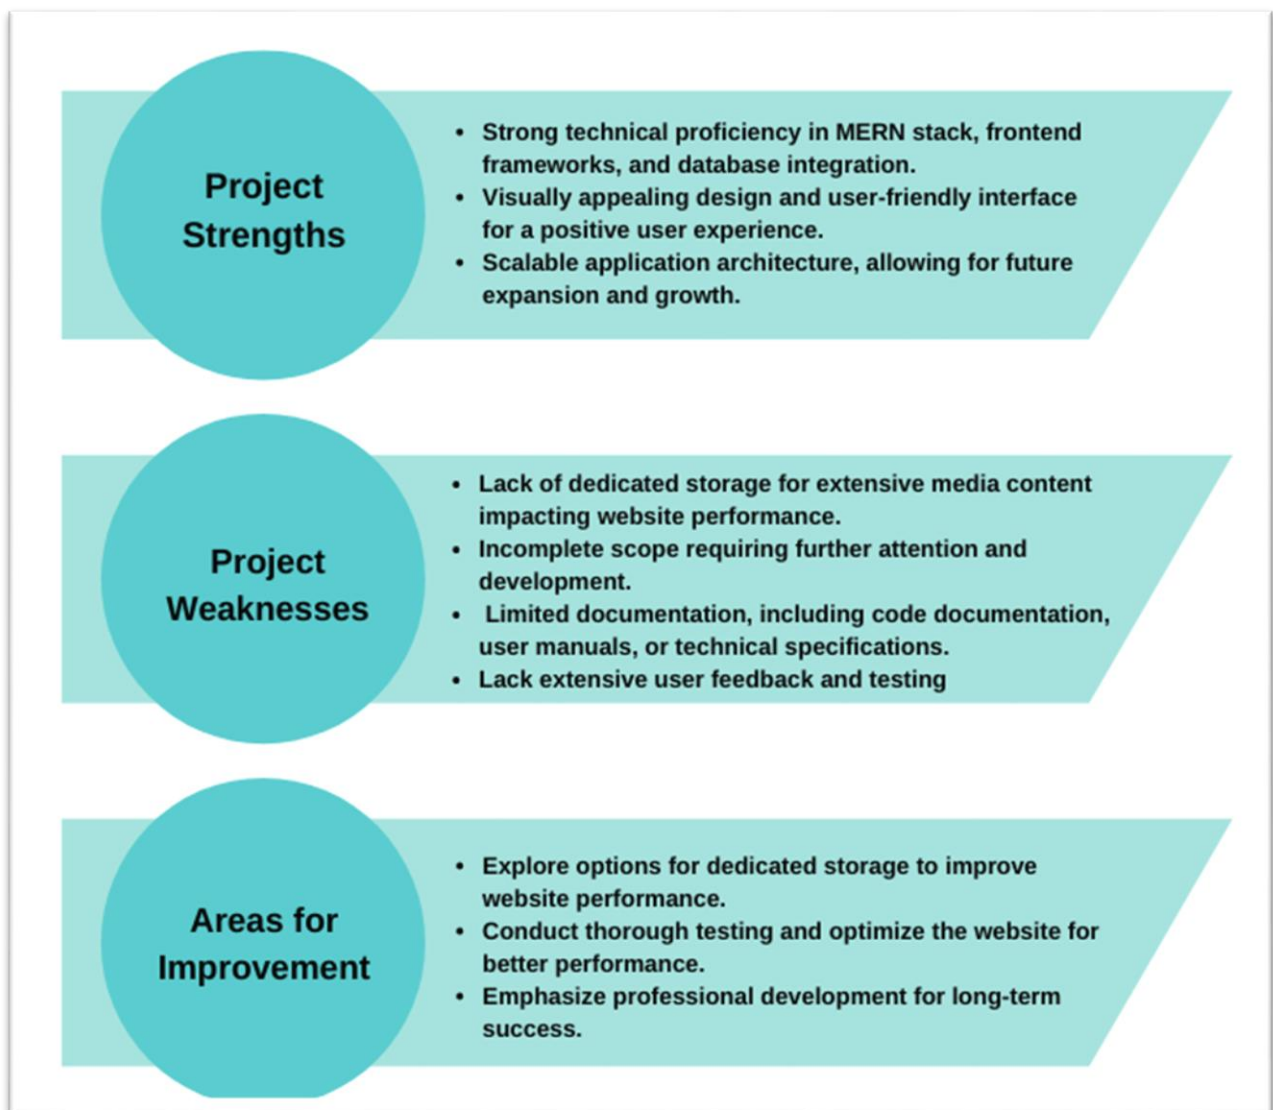 Project
Strengths
• Strong technical proficiency in MERN stack, frontend
frameworks, and database integration.
• Visually appealing design and user-friendly interface
for a positive user experience.
• Scalable application architecture, allowing for future
expansion and growth.
Project
Weaknesses
• Lack of dedicated storage for extensive media content
impacting website performance.
• Incomplete scope requiring further attention and
development.
• Limited documentation, including code documentation,
user manuals, or technical specifications.
• Lack extensive user feedback and testing
Areas for
Improvement
• Explore options for dedicated storage to improve
website performance.
• Conduct thorough testing and optimize the website for
better performance.
• Emphasize professional development for long-term
success.